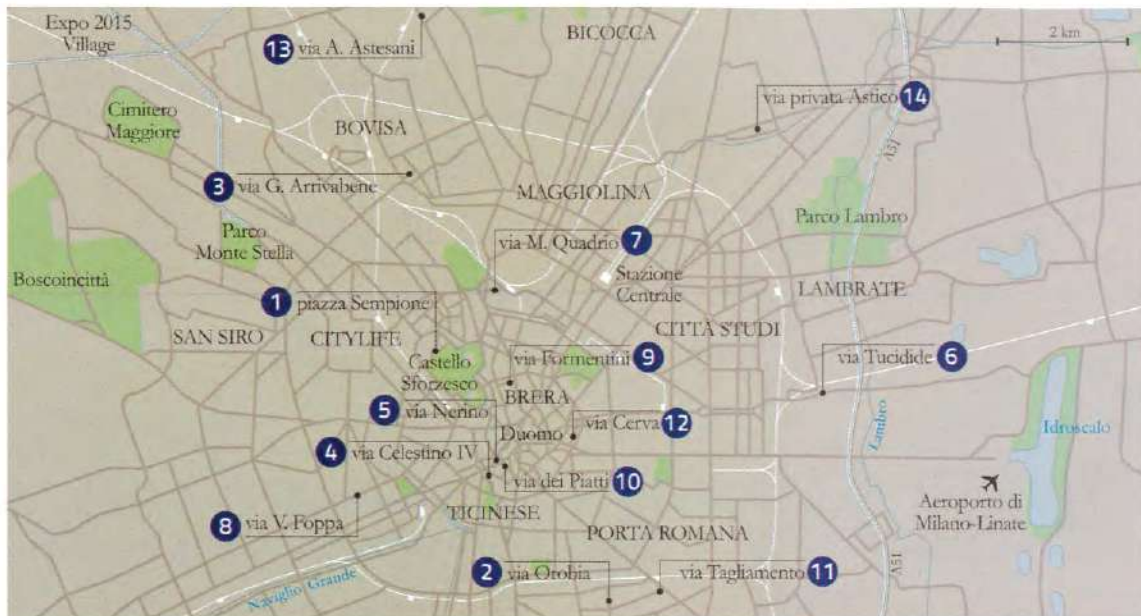 Expo 2015
Village
13 via A. Astesani
BICOCCA
2 km
via privata Astico 14
A51
Cimitero
Maggiore
BOVISA
3 via G. Arrivabene
MAGGIOLINA
Parco Lambro
Parco
Monte Stella
via M. Quadrio 7
Stazione
Centrale
Boscoincittà
1 piazza Sempione
LAMBRATE
SAN SIRO
CITYLIFE
CITTÀ STUDI
Castello
Sforzesco
via Formentini 9
via Tucidide 6
BRERA
5 via Nerino
Duomo
via Cerva 12
Lambro
Idroscalo
4 via Celestino IV
via dei Piatti 10
Aeroporto di
Milano-Linate
8 via V. Foppa
TICINESE
PORTA ROMANA
A51
Naviglio Grande
2 via Orobia
via Tagliamento 11